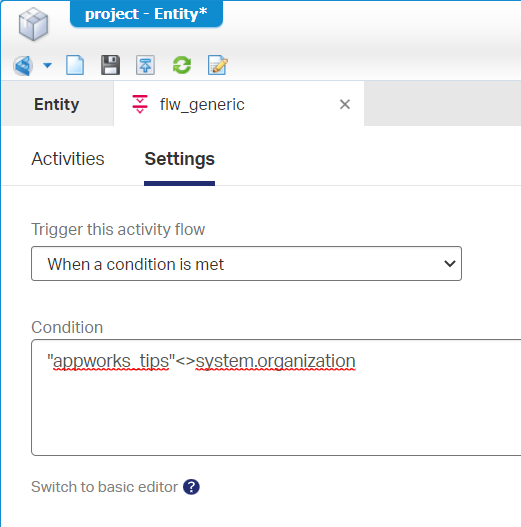 project - Entity*
Entity
flw_generic
Activities
Settings
Trigger this activity flow
When a condition is met
Condition
"appworks_tips"<>system.organization
Switch to basic editor ?